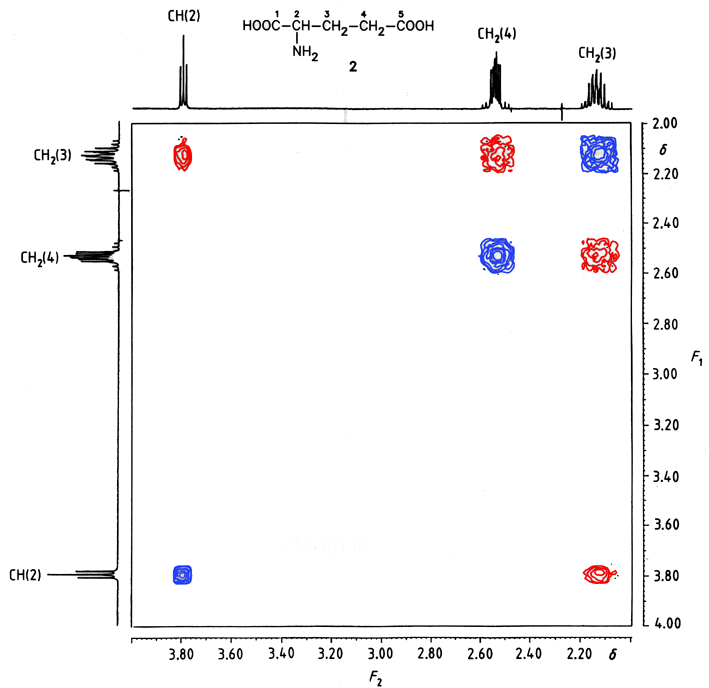 CH(2)
HOOC-CH-CH₂-CH₂-COOH
1 2 3 4 5
NH₂
2
CH₂(4)
CH₂(3)
CH₂(3)
CH₂(4)
CH(2)
2.00
δ
2.20
2.40
2.60
2.80
3.00
F₁
3.20
3.40
3.60
3.80
4.00
3.80 3.60 3.40 3.20 3.00 2.80 2.60 2.40 2.20 δ
F₂